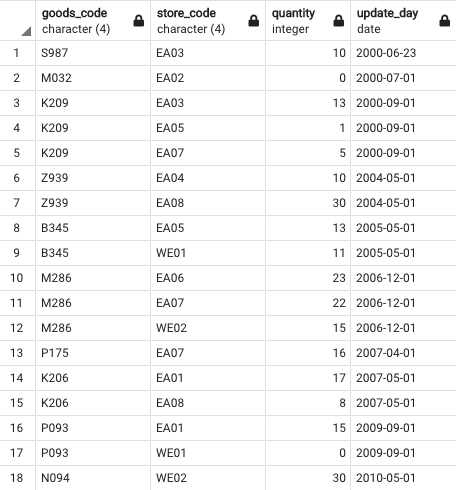 goods_code store_code quantity update_day
character (4) character (4) integer date
1 S987 EA03 10 2000-06-23
2 M032 EA02 0 2000-07-01
3 K209 EA03 13 2000-09-01
4 K209 EA05 1 2000-09-01
5 K209 EA07 5 2000-09-01
6 Z939 EA04 10 2004-05-01
7 Z939 EA08 30 2004-05-01
8 B345 EA05 13 2005-05-01
9 B345 WE01 11 2005-05-01
10 M286 EA06 23 2006-12-01
11 M286 EA07 22 2006-12-01
12 M286 WE02 15 2006-12-01
13 P175 EA07 16 2007-04-01
14 K206 EA01 17 2007-05-01
15 K206 EA08 8 2007-05-01
16 P093 EA01 15 2009-09-01
17 P093 WE01 0 2009-09-01
18 N094 WE02 30 2010-05-01